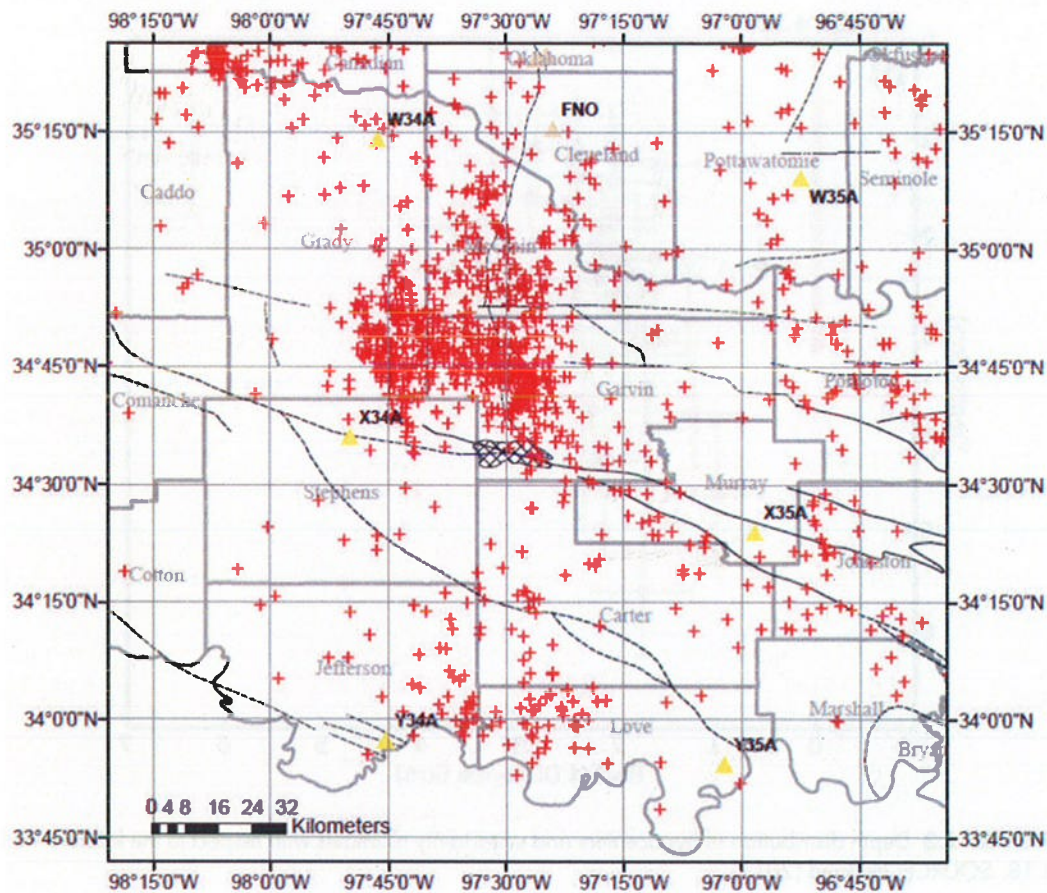 98°15'0"W 98°0'0"W 97°45'0"W 97°30'0"W 97°15'0"W 97°0'0"W 96°45'0"W
Canadian
Oklahoma
FNO
W34A
35°15'0"N 35°15'0"N
Cleveland
Pottawatomie
Caddo
Seminole
W35A
Grady
35°0'0"N 35°0'0"N
34°45'0"N 34°45'0"N
Garvin
Comanche
X34A
34°30'0"N 34°30'0"N
Stephens
Murray
X35A
Cotton
Johnston
34°15'0"N 34°15'0"N
Carter
Jefferson
Marshall
34°0'0"N 34°0'0"N
Y34A
Love
Y35A
Bry
0 4 8 16 24 32
Kilometers
33°45'0"N 33°45'0"N
98°15'0"W 98°0'0"W 97°45'0"W 97°30'0"W 97°15'0"W 97°0'0"W 96°45'0"W